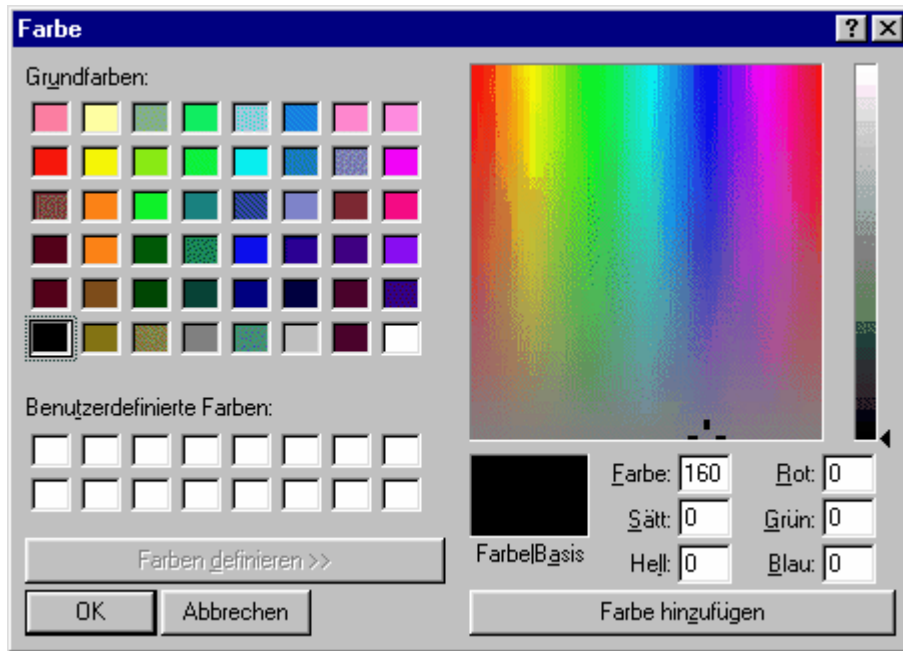 Farbe
Grundfarben:
Benutzerdefinierte Farben:
Farben definieren >>
OK
Abbrechen
Farbe|Basis
Farbe: 160
Sätt: 0
Hell: 0
Rot: 0
Grün: 0
Blau: 0
Farbe hinzufügen